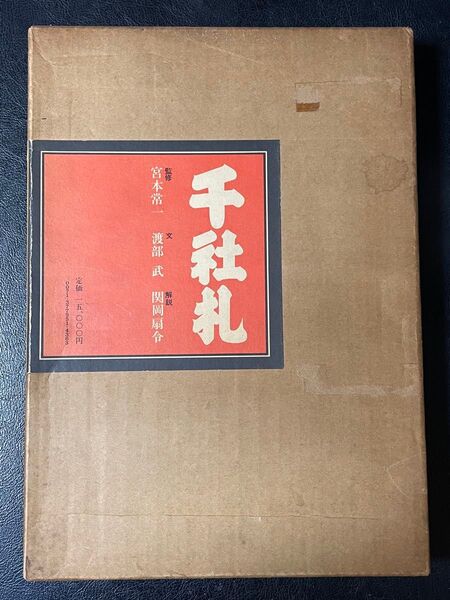 千社札
監修 宮本常一
文 渡部 武
解説 関岡扇令
定価 一五、〇〇〇円